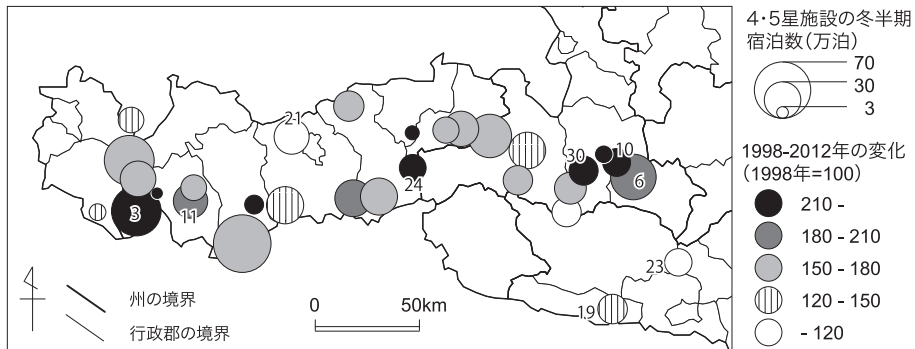 4・5星施設の冬半期
宿泊数(万泊)
70
30
3
1998-2012年の変化
(1998年=100)
210 -
180 - 210
150 - 180
120 - 150
- 120
21
30
10
6
24
3
11
23
19
州の境界
行政郡の境界
0
50km